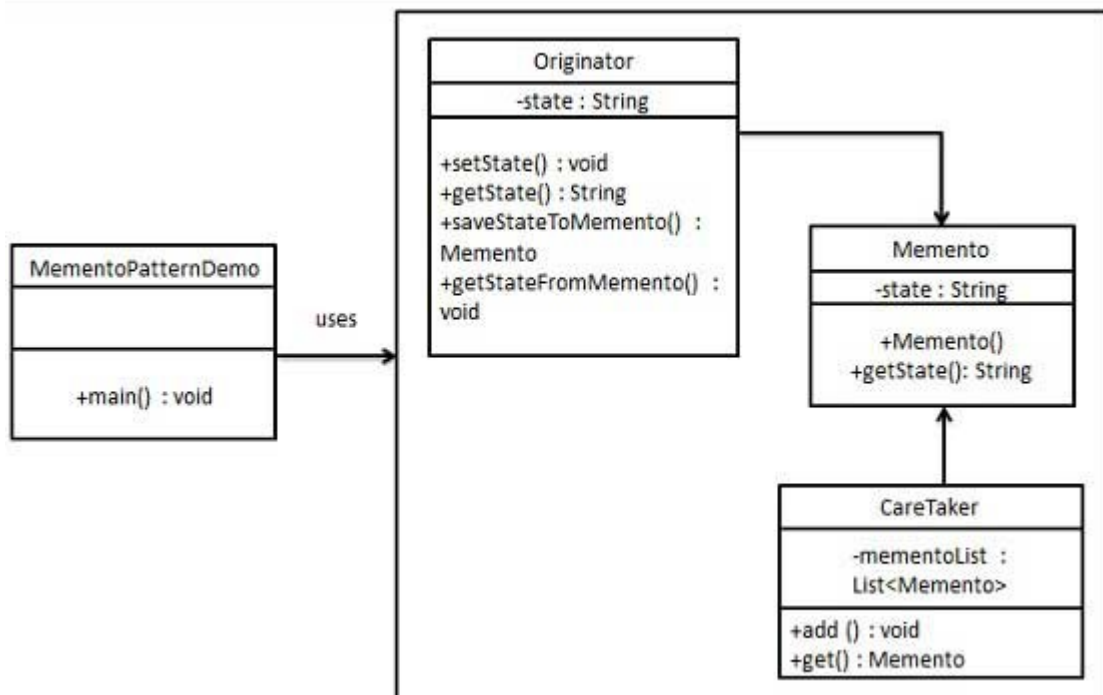 Originator
-state : String
+setState() : void
+getState() : String
+saveStateToMemento() :
Memento
+getStateFromMemento() :
void
MementoPatternDemo
+main() : void
uses
Memento
-state : String
+Memento()
+getState(): String
CareTaker
-mementoList :
List<Memento>
+add () : void
+get() : Memento